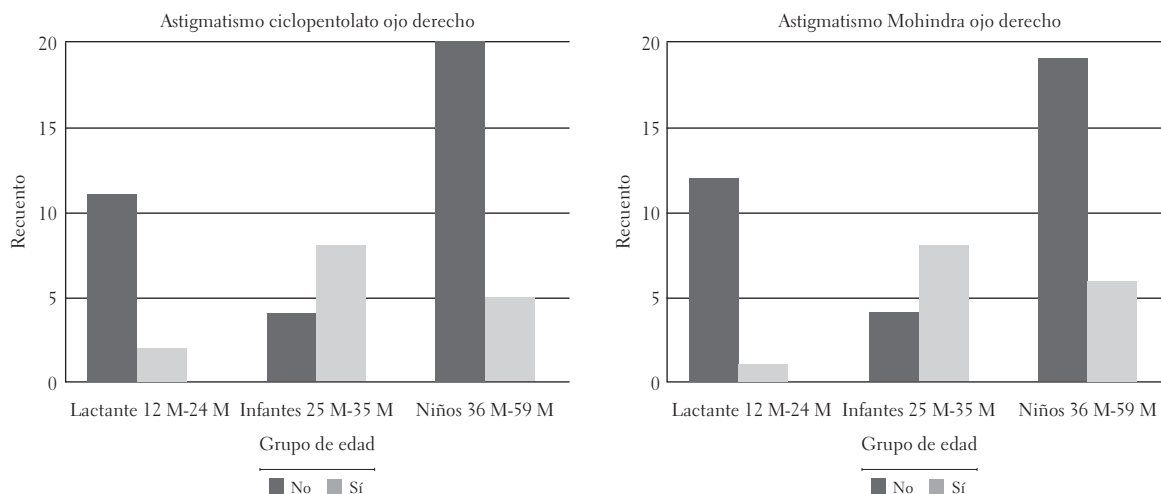 Astigmatismo ciclopentolato ojo derecho
20
15
10
5
0
Recuento
Lactante 12 M-24 M Infantes 25 M-35 M Niños 36 M-59 M
Grupo de edad
No Sí
Astigmatismo Mohindra ojo derecho
20
15
10
5
0
Recuento
Lactante 12 M-24 M Infantes 25 M-35 M Niños 36 M-59 M
Grupo de edad
No Sí